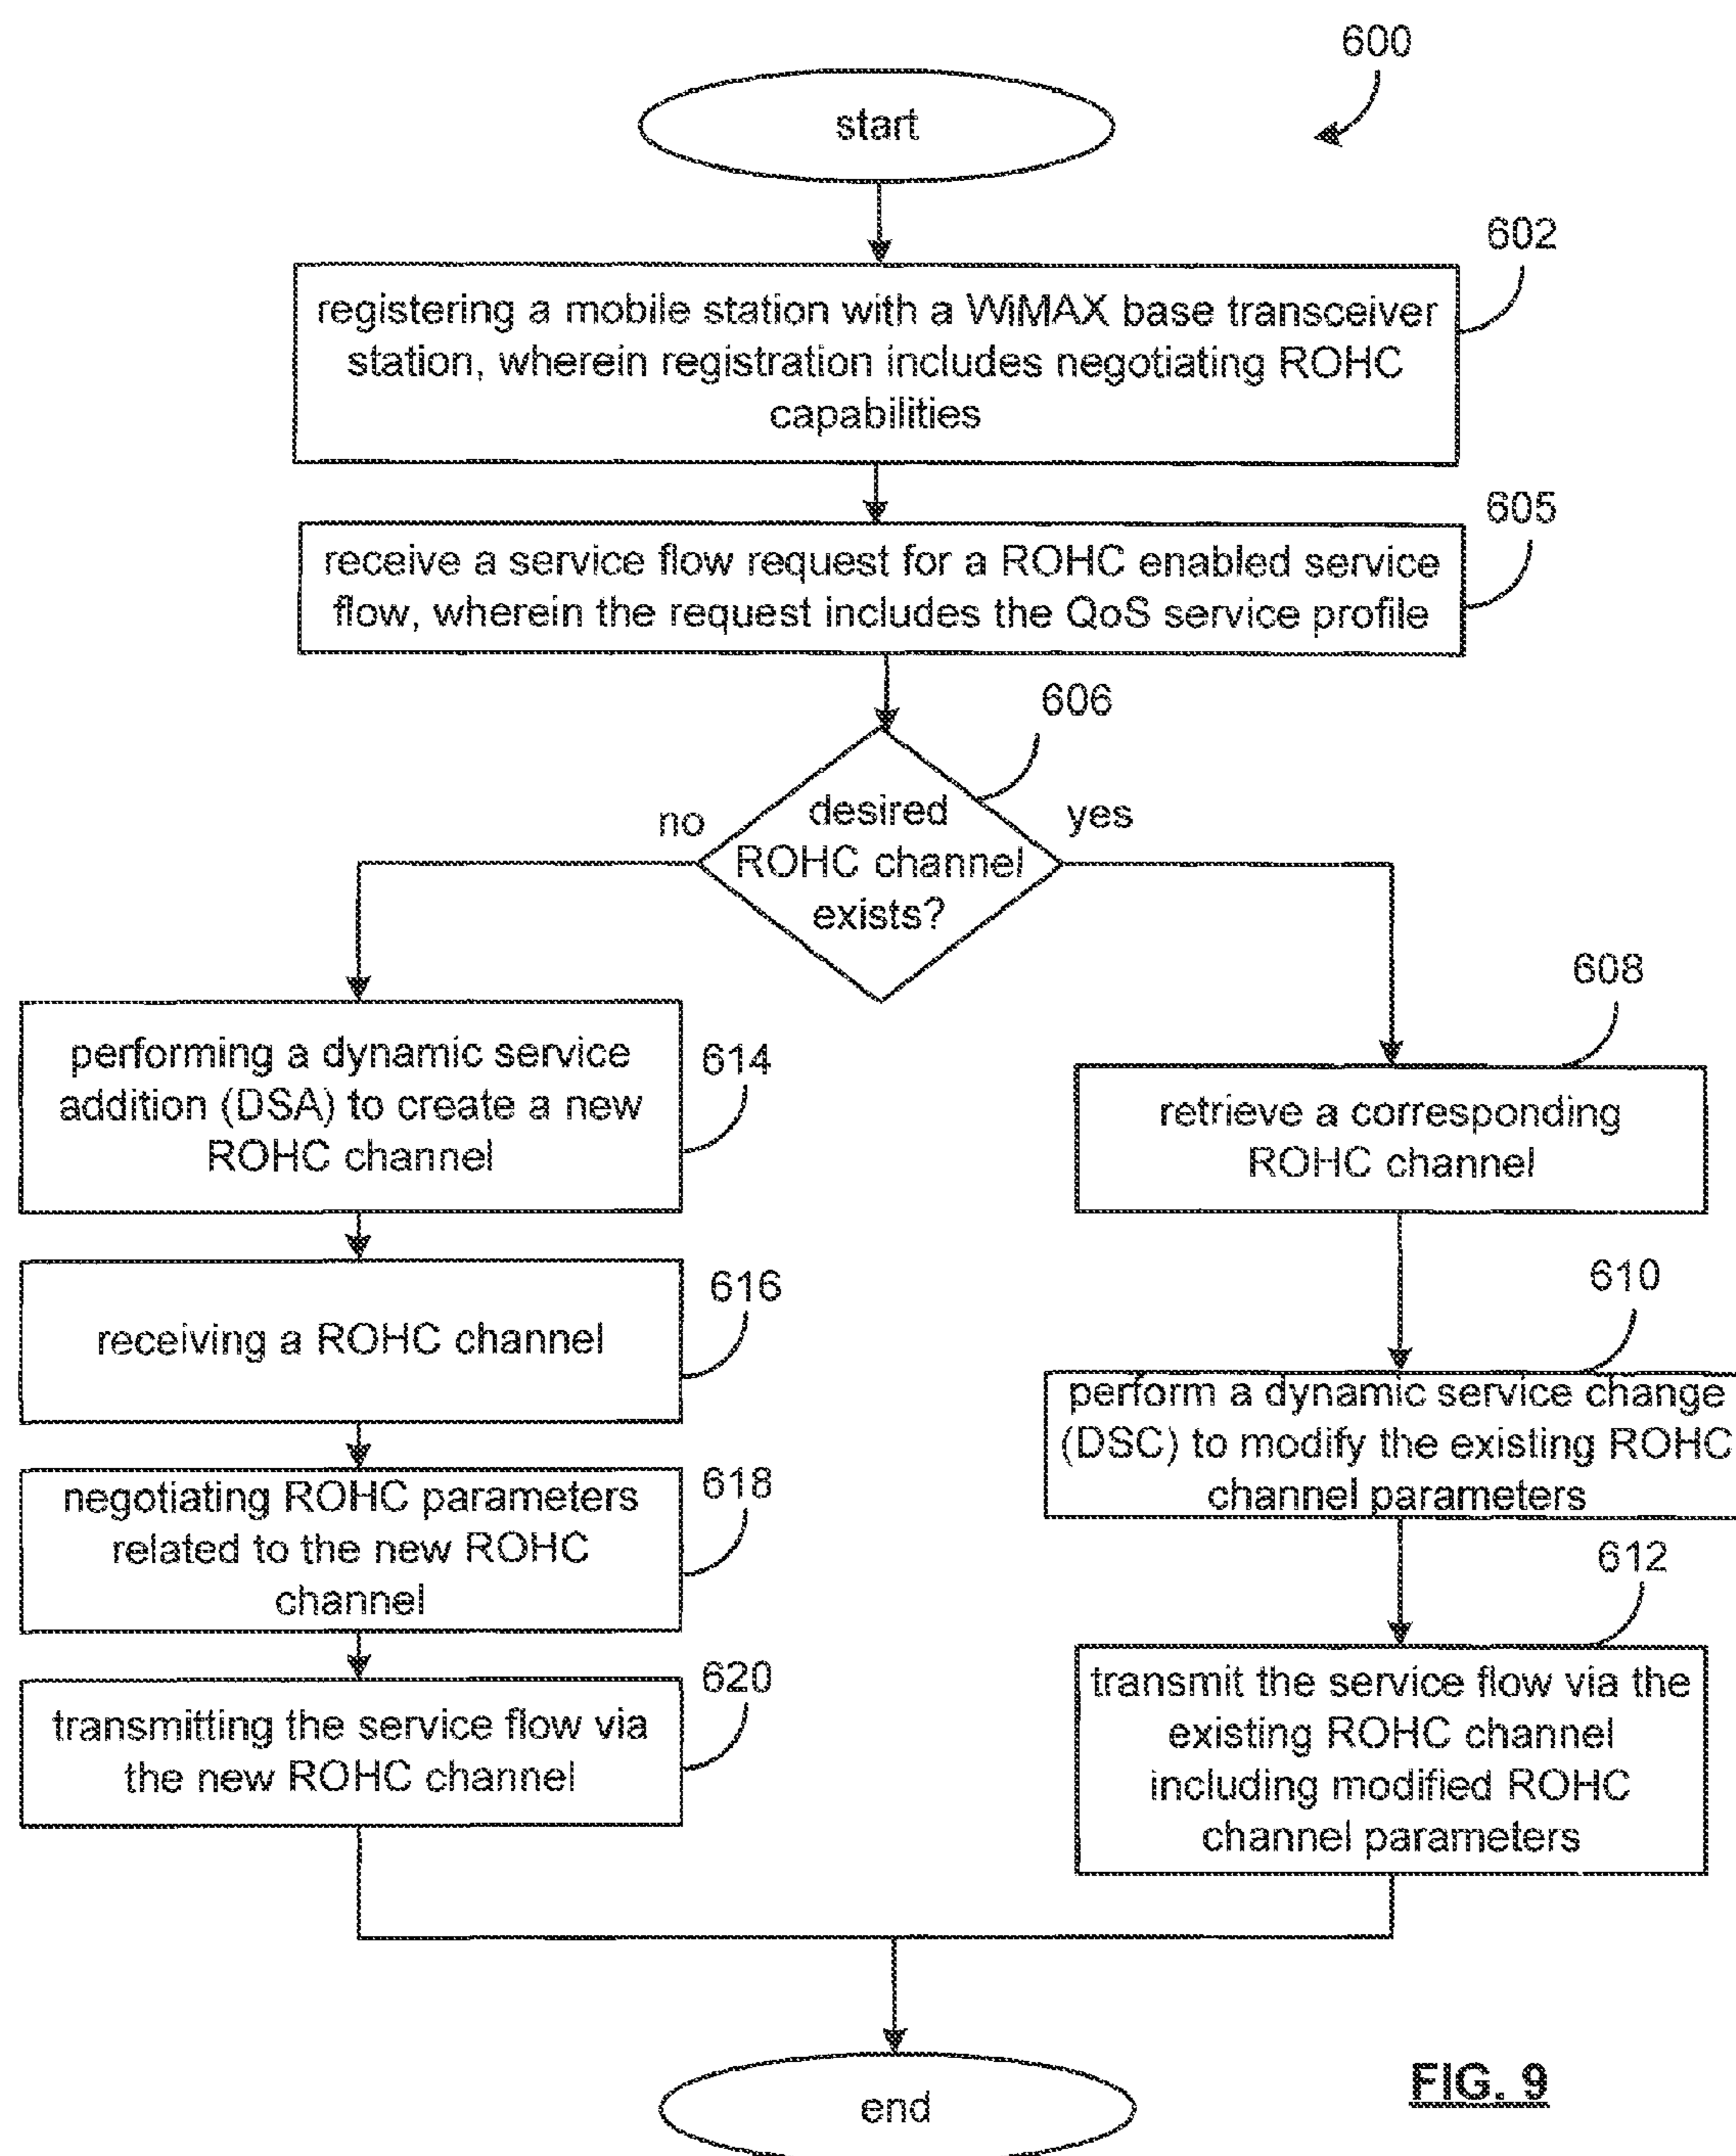 600
start
602
registering a mobile station with a WiMAX base transceiver
station, wherein registration includes negotiating ROHC
capabilities
605
receive a service flow request for a ROHC enabled service
flow, wherein the request includes the QoS service profile
606
no
desired
ROHC channel
exists?
yes
614
performing a dynamic service
addition (DSA) to create a new
ROHC channel
616
receiving a ROHC channel
618
negotiating ROHC parameters
related to the new ROHC
channel
620
transmitting the service flow via
the new ROHC channel
608
retrieve a corresponding
ROHC channel
610
perform a dynamic service change
(DSC) to modify the existing ROHC
channel parameters
612
transmit the service flow via the
existing ROHC channel
including modified ROHC
channel parameters
end
FIG. 9